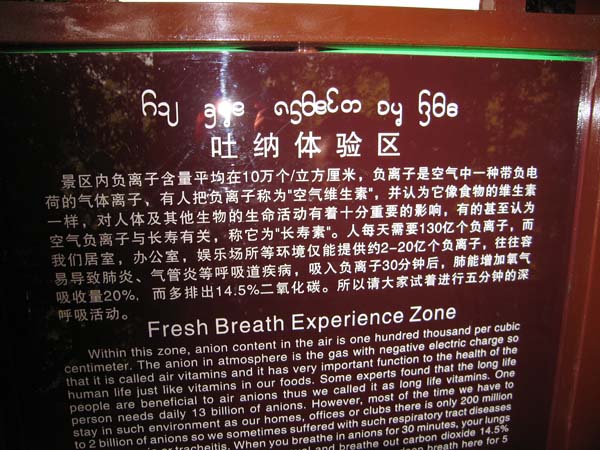 吐纳体验区
景区内负离子含量平均在10万个/立方厘米，负离子是空气中一种带负电
荷的气体离子、有人把负离子称为"空气维生素"，并认为它像食物的维生素
一样，对人体及其他生物的生命活动有着十分重要的影响，有的甚至认为
空气负离子与长寿有关，称它为"长寿素"。人每天需要130亿个负离子，而
我们居室，办公室，娱乐场所等环境仅能提供约2-20亿个负离子，往往容
易导致肺炎、气管炎等呼吸道疾病，吸入负离子30分钟后，肺能增加氧气
吸收量20%，而多排出14.5%二氧化碳。所以请大家试着进行五分钟的深
呼吸活动。
Fresh Breath Experience Zone
Within this zone, anion content in the air is one hundred thousand per cubic
centimeter. The anion in atmosphere is the gas with negative electric charge so
that it is called air vitamins and it has very important function to the health of the
human life just like vitamins in our foods. Some experts found that the long life
people are beneficial to air anions thus we called it as long life vitamins. One
person needs daily 13 billion of anions. However, most of the time we have to
stay in such environment as our homes, offices or clubs there is only 200 million
to 2 billion of anions so we sometimes suffered with such respiratory tract diseases
or tracheitis. When you breathe in anions for 30 minutes, your lungs
and breathe out carbon dioxide 14.5%
deep breath here for 5